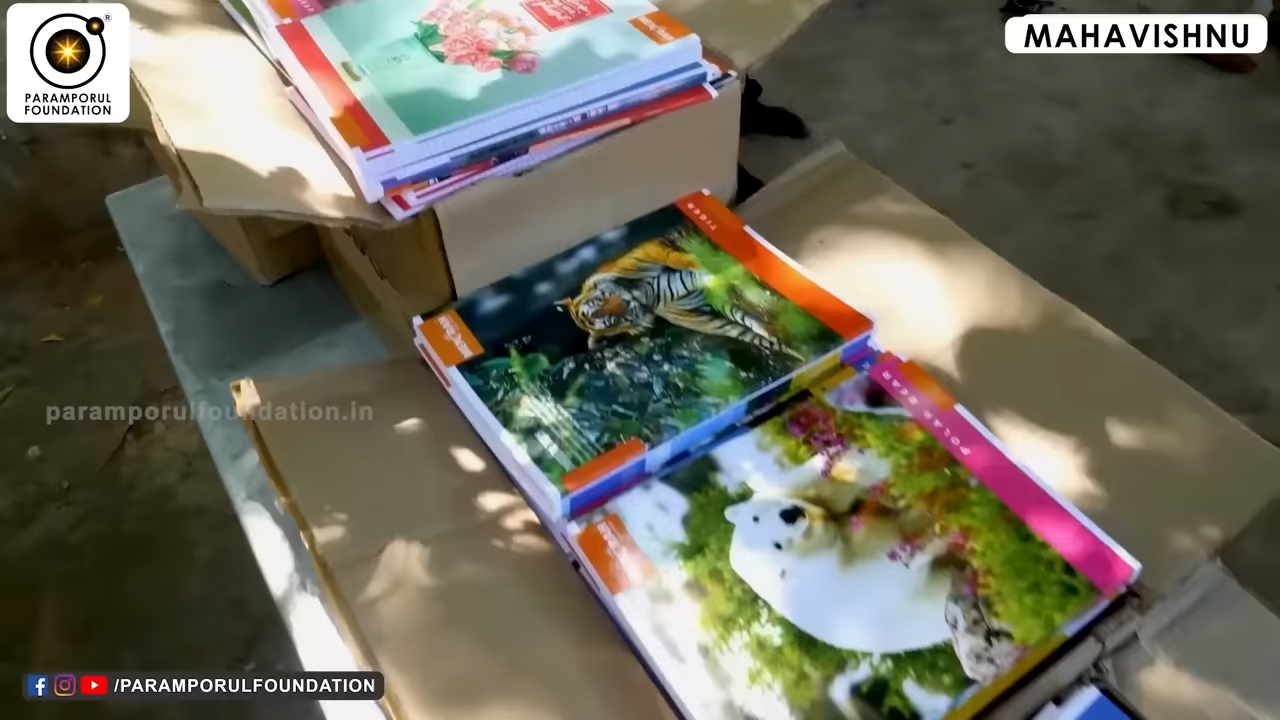 PARAMPORUL
FOUNDATION
MAHAVISHNU
TIGER
POLAR BEAR
paramporulfoundation.in
/PARAMPORULFOUNDATION